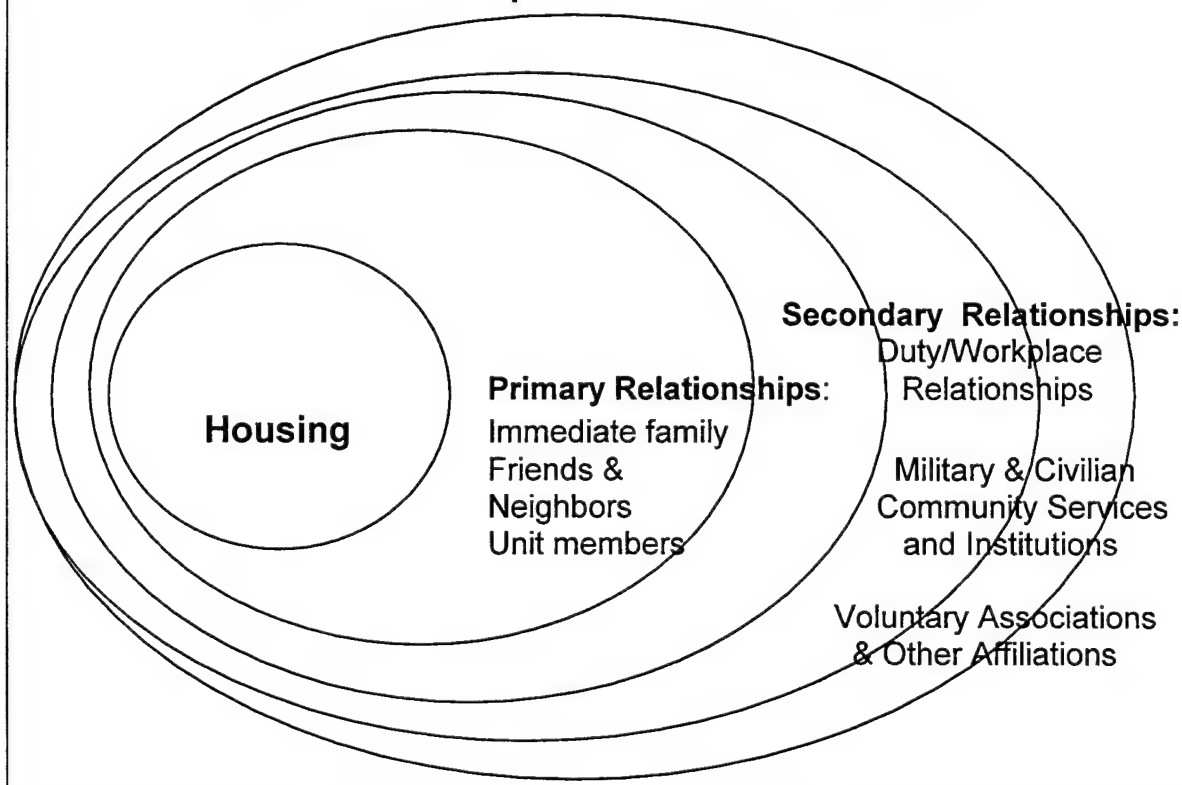 Housing
Primary Relationships:
Immediate family
Friends &
Neighbors
Unit members
Secondary Relationships:
Duty/Workplace
Relationships
Military & Civilian
Community Services
and Institutions
Voluntary Associations
& Other Affiliations